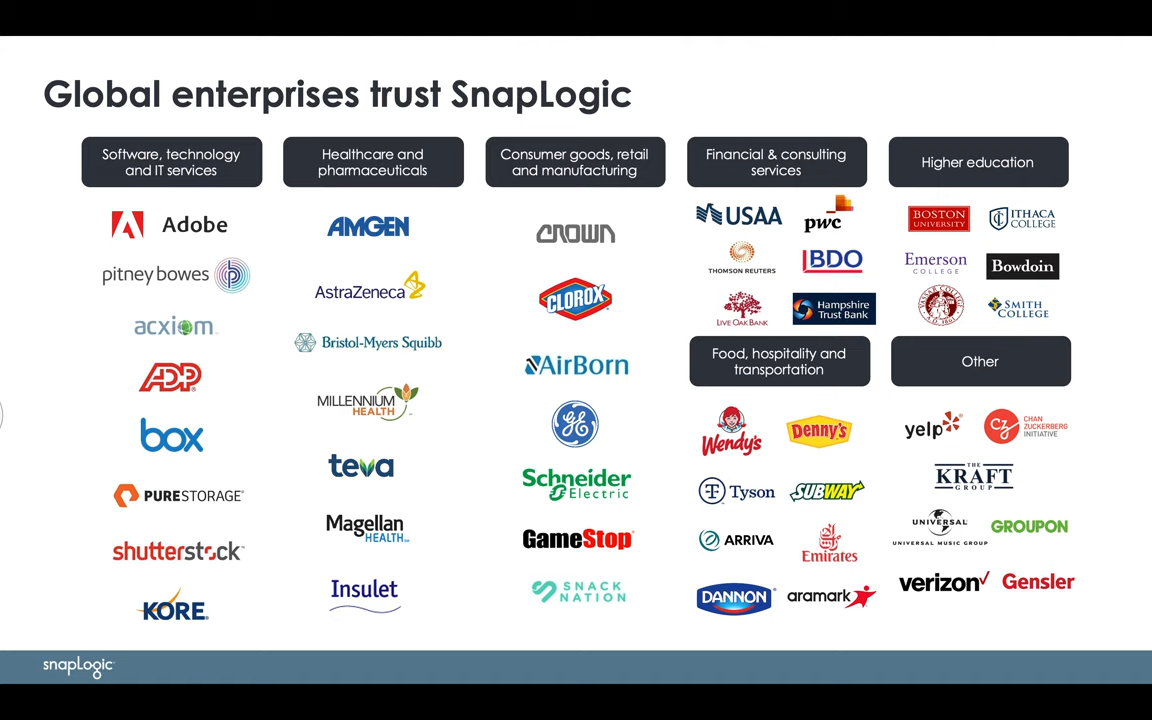 Global enterprises trust SnapLogic
Software, technology
and IT services
Adobe
pitney bowes
acxiom
ADP
box
PURESTORAGE
shutterstock
KORE
Healthcare and
pharmaceuticals
AMGEN
AstraZeneca
Bristol-Myers Squibb
MILLENNIUM
HEALTH
teva
Magellan
HEALTH
Insulet
Consumer goods, retail
and manufacturing
CROWN
CLOROX
AirBorn
GE
Schneider
Electric
GameStop
SNACK
NATION
Financial & consulting
services
USAA
pwc
THOMSON REUTERS
BDO
LIVE OAK BANK
Hampshire
Trust Bank
Food, hospitality and
transportation
Wendy's
Denny's
Tyson
SUBWAY
ARRIVA
Emirates
DANNON
aramark
Higher education
BOSTON
UNIVERSITY
ITHACA
COLLEGE
Emerson
COLLEGE
Bowdoin
VASSAR COLLEGE
A.D. 1861
SMITH
COLLEGE
Other
yelp
CZ
CHAN
ZUCKERBERG
INITIATIVE
THE
KRAFT
GROUP
UNIVERSAL
UNIVERSAL MUSIC GROUP
GROUPON
verizon
Gensler
snapLogic